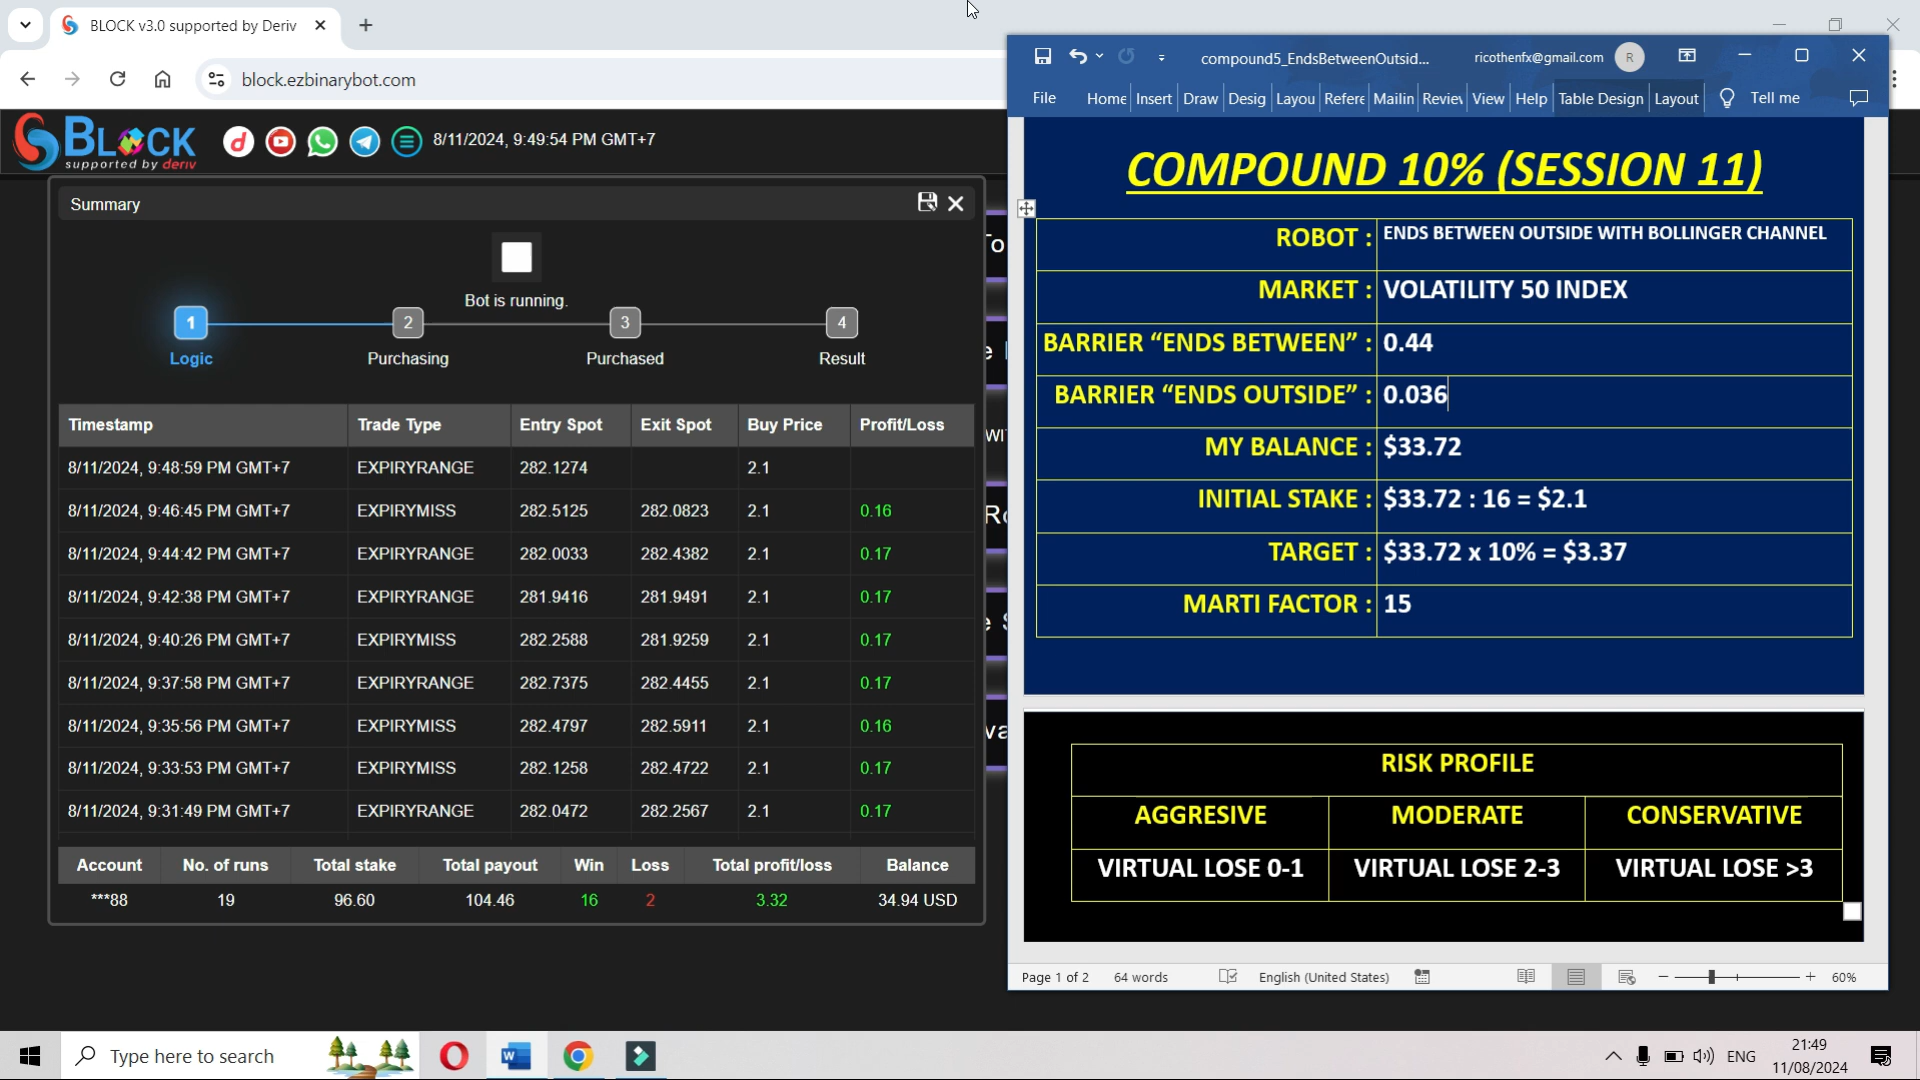 BLOCK v3.0 supported by Deriv
block.ezbinarybot.com
BLOCK
supported by deriv
8/11/2024, 9:49:54 PM GMT+7
Summary
Bot is running.
1 2 3 4
Logic Purchasing Purchased Result
Timestamp Trade Type Entry Spot Exit Spot Buy Price Profit/Loss
8/11/2024, 9:48:59 PM GMT+7 EXPIRYRANGE 282.1274 2.1
8/11/2024, 9:46:45 PM GMT+7 EXPIRYMISS 282.5125 282.0823 2.1 0.16
8/11/2024, 9:44:42 PM GMT+7 EXPIRYRANGE 282.0033 282.4382 2.1 0.17
8/11/2024, 9:42:38 PM GMT+7 EXPIRYRANGE 281.9416 281.9491 2.1 0.17
8/11/2024, 9:40:26 PM GMT+7 EXPIRYMISS 282.2588 281.9259 2.1 0.17
8/11/2024, 9:37:58 PM GMT+7 EXPIRYRANGE 282.7375 282.4455 2.1 0.17
8/11/2024, 9:35:56 PM GMT+7 EXPIRYMISS 282.4797 282.5911 2.1 0.16
8/11/2024, 9:33:53 PM GMT+7 EXPIRYMISS 282.1258 282.4722 2.1 0.17
8/11/2024, 9:31:49 PM GMT+7 EXPIRYRANGE 282.0472 282.2567 2.1 0.17
Account No. of runs Total stake Total payout Win Loss Total profit/loss Balance
***88 19 96.60 104.46 16 2 3.32 34.94 USD
compound5_EndsBetweenOutsid... ricothenfx@gmail.com R
File Home Insert Draw Desig Layou Refere Mailin Review View Help Table Design Layout Tell me
COMPOUND 10% (SESSION 11)
ROBOT : ENDS BETWEEN OUTSIDE WITH BOLLINGER CHANNEL
MARKET : VOLATILITY 50 INDEX
BARRIER “ENDS BETWEEN” : 0.44
BARRIER “ENDS OUTSIDE” : 0.036
MY BALANCE : $33.72
INITIAL STAKE : $33.72 : 16 = $2.1
TARGET : $33.72 x 10% = $3.37
MARTI FACTOR : 15
RISK PROFILE
AGGRESIVE MODERATE CONSERVATIVE
VIRTUAL LOSE 0-1 VIRTUAL LOSE 2-3 VIRTUAL LOSE >3
Page 1 of 2 64 words English (United States) 60%
Type here to search
ENG
21:49
11/08/2024